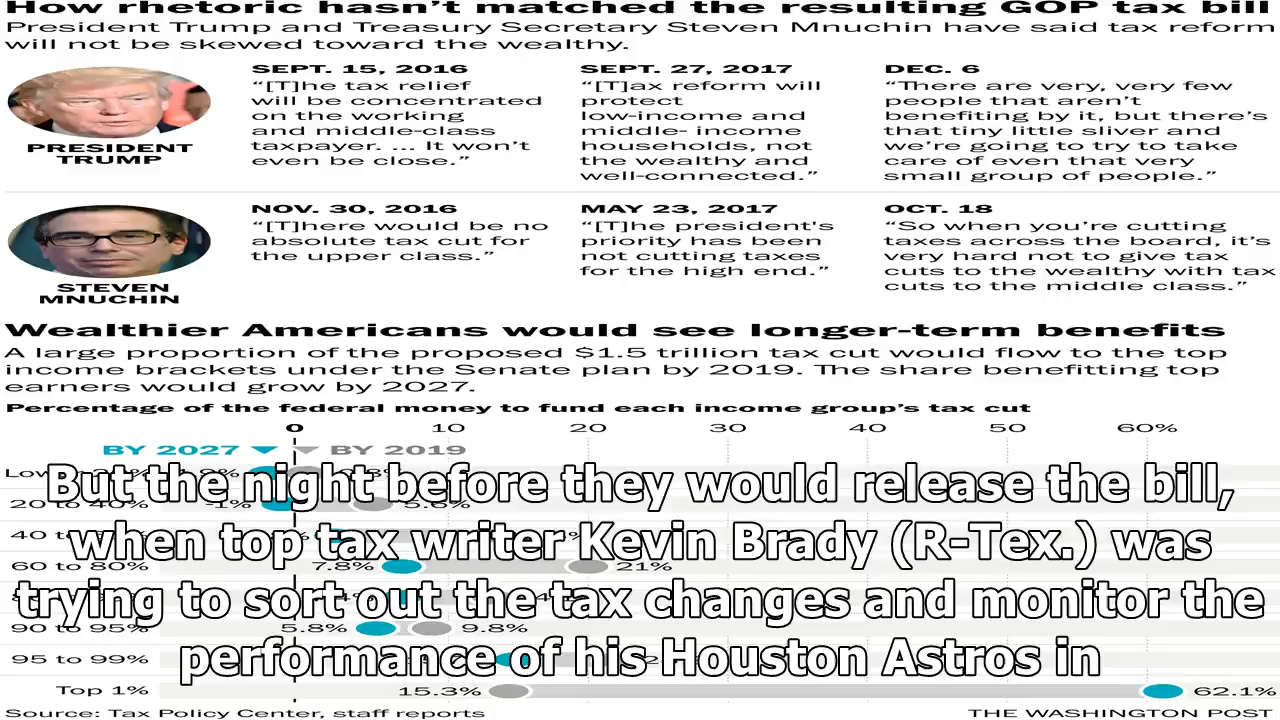 How rhetoric hasn’t matched the resulting GOP tax bill
President Trump and Treasury Secretary Steven Mnuchin have said tax reform
will not be skewed toward the wealthy.
PRESIDENT
TRUMP
SEPT. 15, 2016
“[T]he tax relief
will be concentrated
on the working
and middle-class
taxpayer. ... It won’t
even be close.”
SEPT. 27, 2017
“[T]ax reform will
protect
low-income and
middle- income
households, not
the wealthy and
well-connected.”
DEC. 6
“There are very, very few
people that aren’t
benefiting by it, but there’s
that tiny little sliver and
we’re going to try to take
care of even that very
small group of people.”
STEVEN
MNUCHIN
NOV. 30, 2016
“[T]here would be no
absolute tax cut for
the upper class.”
MAY 23, 2017
“[T]he president's
priority has been
not cutting taxes
for the high end.”
OCT. 18
“So when you’re cutting
taxes across the board, it’s
very hard not to give tax
cuts to the wealthy with tax
cuts to the middle class.”
Wealthier Americans would see longer-term benefits
A large proportion of the proposed $1.5 trillion tax cut would flow to the top
income brackets under the Senate plan by 2019. The share benefitting top
earners would grow by 2027.
Percentage of the federal money to fund each income group’s tax cut
0 10 20 30 40 50 60%
BY 2027 BY 2019
20 to 40% -1% 5.6%
60 to 80% 7.8% 21%
90 to 95% 5.8% 9.8%
95 to 99%
Top 1% 15.3% 62.1%
But the night before they would release the bill,
when top tax writer Kevin Brady (R-Tex.) was
trying to sort out the tax changes and monitor the
performance of his Houston Astros in
Source: Tax Policy Center, staff reports THE WASHINGTON POST